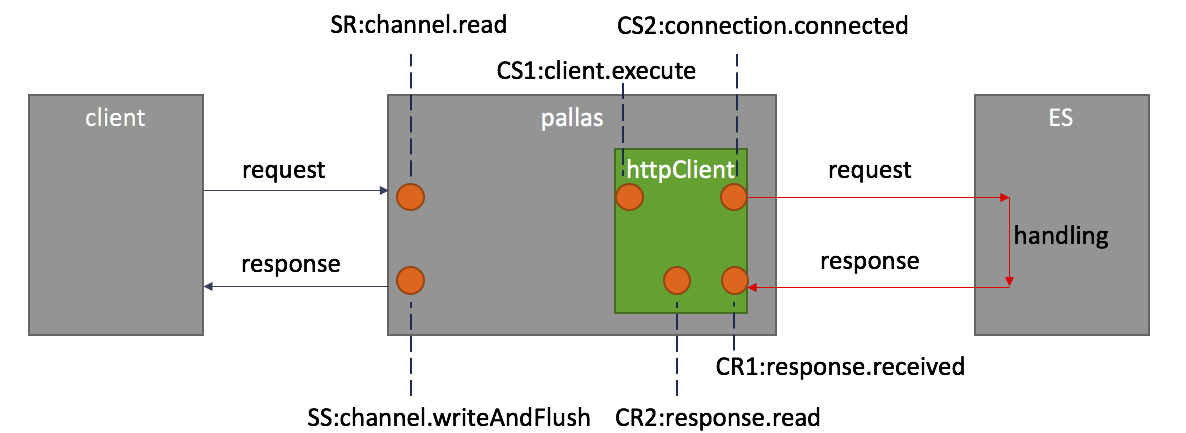 SR:channel.read
CS2:connection.connected
CS1:client.execute
client
pallas
ES
httpClient
request
request
handling
response
response
CR1:response.received
SS:channel.writeAndFlush
CR2:response.read